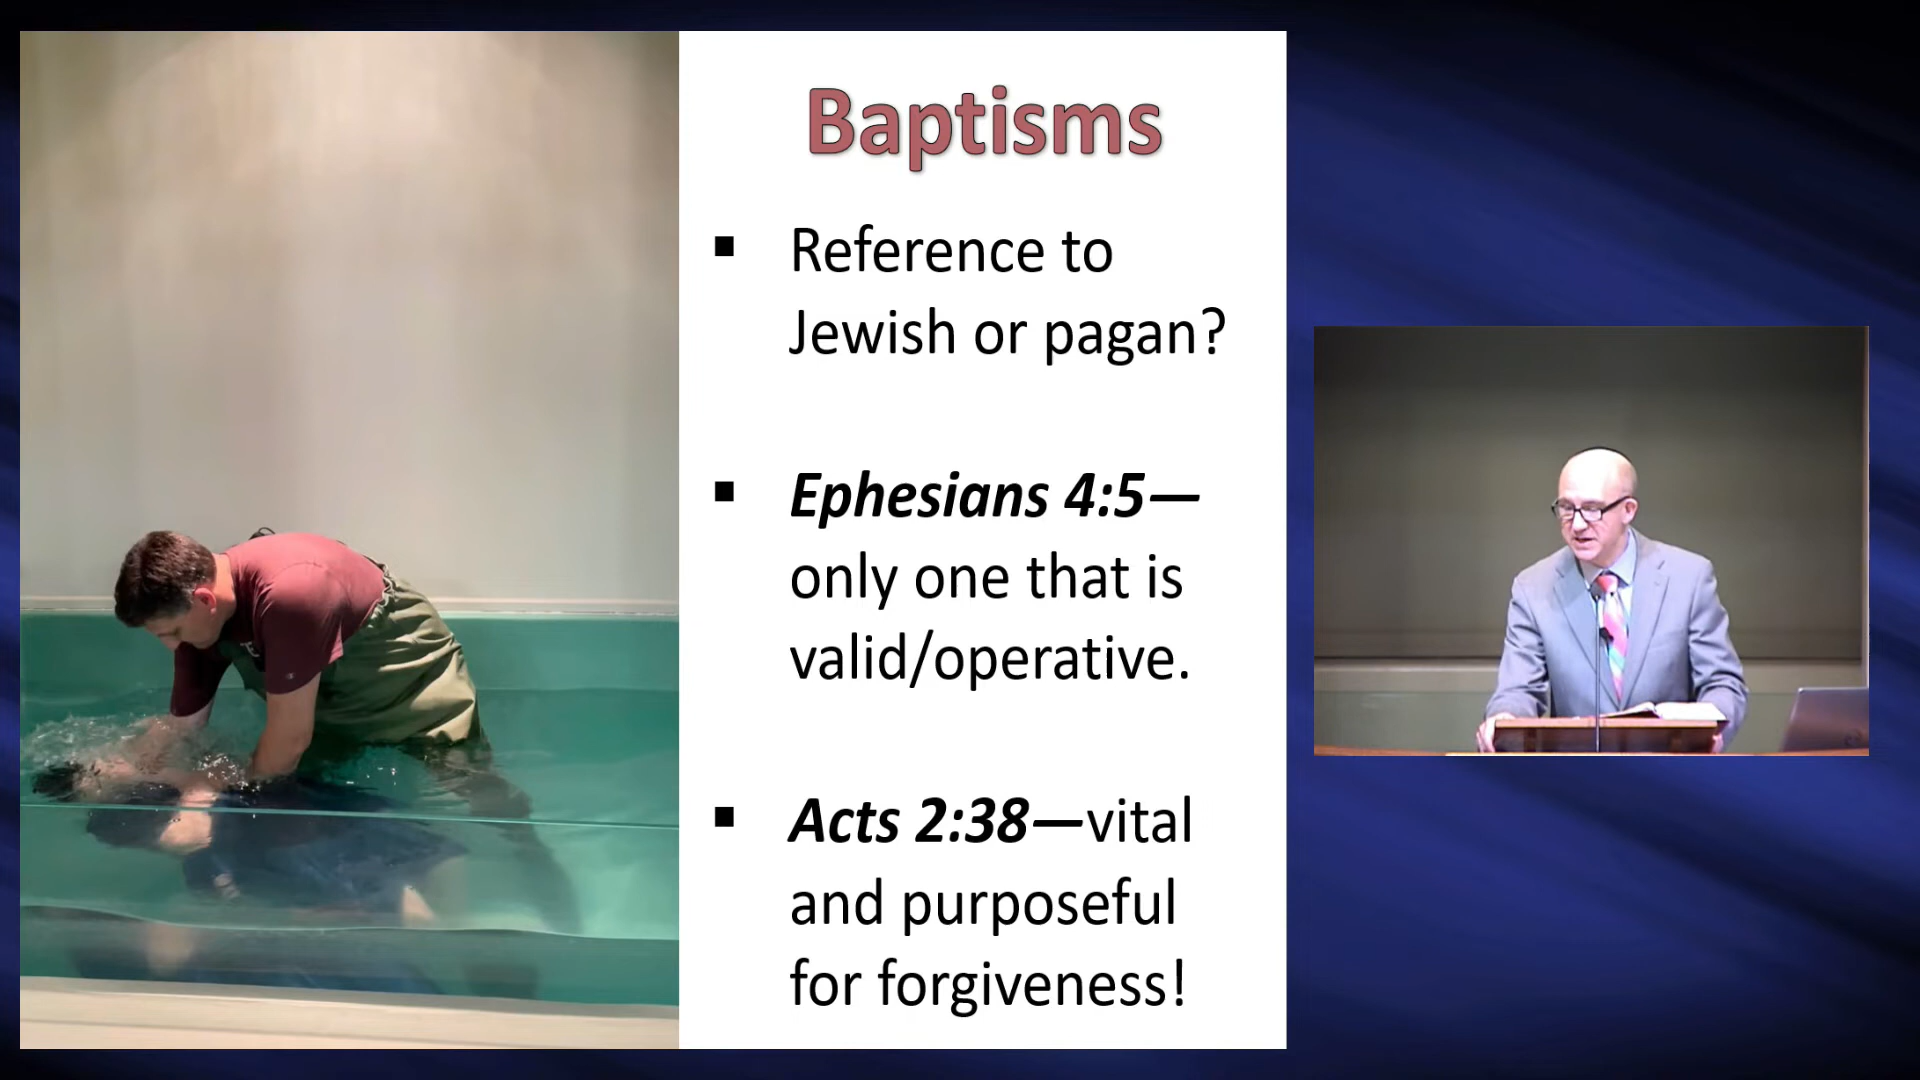 Baptisms
▪ Reference to
Jewish or pagan?
▪ Ephesians 4:5—
only one that is
valid/operative.
▪ Acts 2:38—vital
and purposeful
for forgiveness!